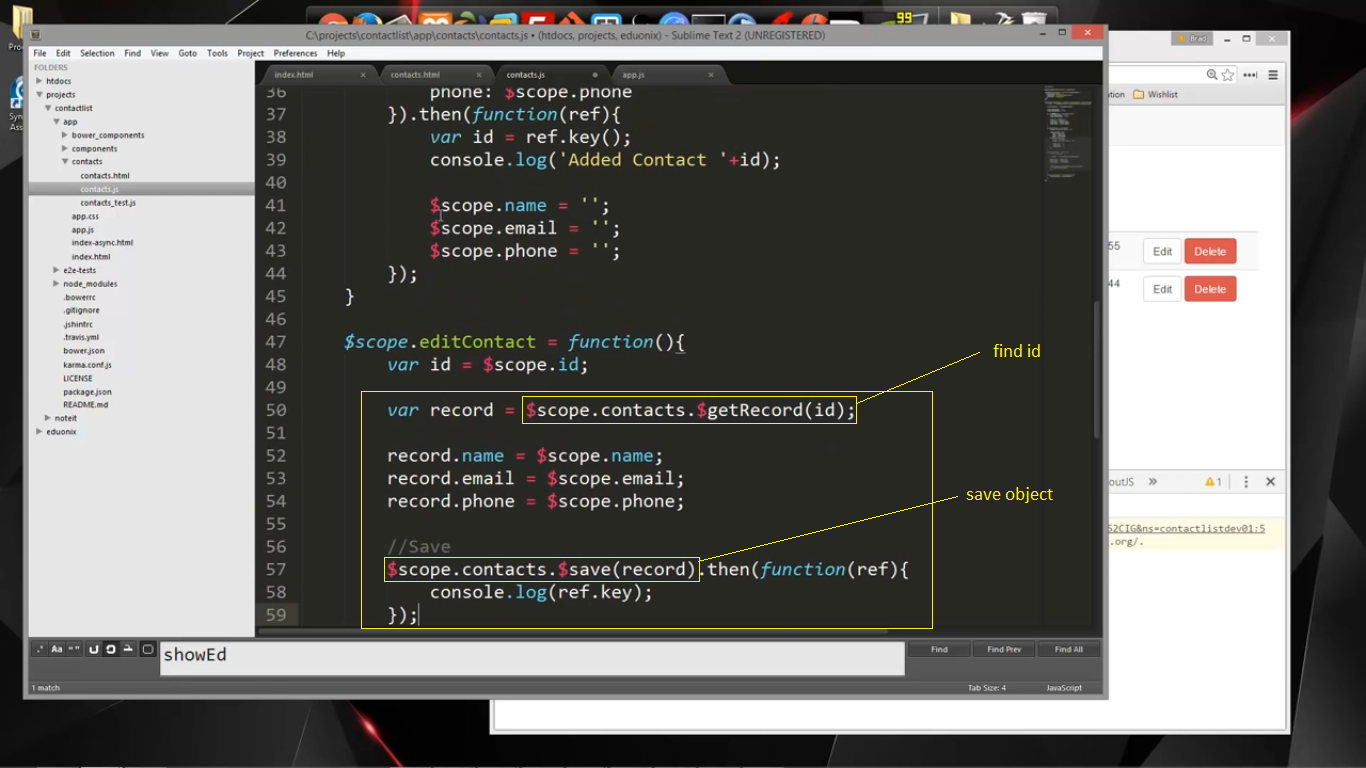 Pro
Syn
Ass
99
C:\projects\contactlist\app\contacts\contacts.js • (htdocs, projects, eduonix) - Sublime Text 2 (UNREGISTERED)
Brad
File Edit Selection Find View Goto Tools Project Preferences Help
Wishlist
FOLDERS
htdocs
projects
contactlist
app
bower_components
components
contacts
contacts.html
contacts.js
contacts_test.js
app.css
app.js
index-async.html
index.html
e2e-tests
node_modules
.bowerrc
.gitignore
.jshintrc
.travis.yml
bower.json
karma.conf.js
LICENSE
package.json
README.md
noteit
eduonix
index.html contacts.html contacts.js app.js
36 phone: $scope.phone
37 }).then(function(ref){
38 var id = ref.key();
39 console.log('Added Contact '+id);
40
41 $scope.name = '';
42 $scope.email = '';
43 $scope.phone = '';
44 });
45 }
46
47 $scope.editContact = function(){
48 var id = $scope.id;
49
50 var record = $scope.contacts.$getRecord(id);
51
52 record.name = $scope.name;
53 record.email = $scope.email;
54 record.phone = $scope.phone;
55
56 //Save
57 $scope.contacts.$save(record).then(function(ref){
58 console.log(ref.key);
59 });
find id
save object
55 Edit Delete
44 Edit Delete
outJS » 1
52CIG&ns=contactlistdev01:5
.org/.
.* Aa “” showEd Find Find Prev Find All
1 match Tab Size: 4 JavaScript